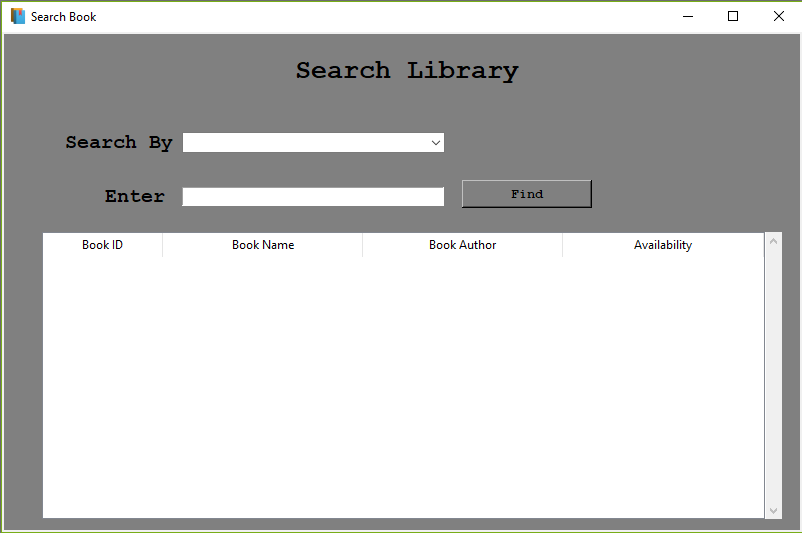 Search Book
Search Library
Search By
Enter Find
Book ID Book Name Book Author Availability